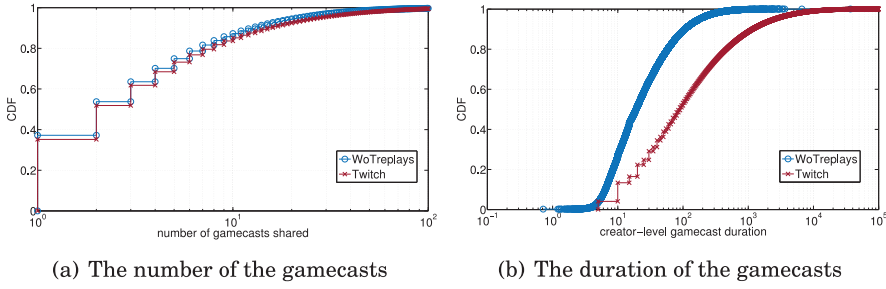 1
0.8
0.6
0.4
0.2
0
CDF
10^0
10^1
10^2
number of gamecasts shared
WoTreplays
Twitch
(a) The number of the gamecasts
1
0.8
0.6
0.4
0.2
0
CDF
10^−1
10^0
10^1
10^2
10^3
10^4
10^5
creator-level gamecast duration
WoTreplays
Twitch
(b) The duration of the gamecasts